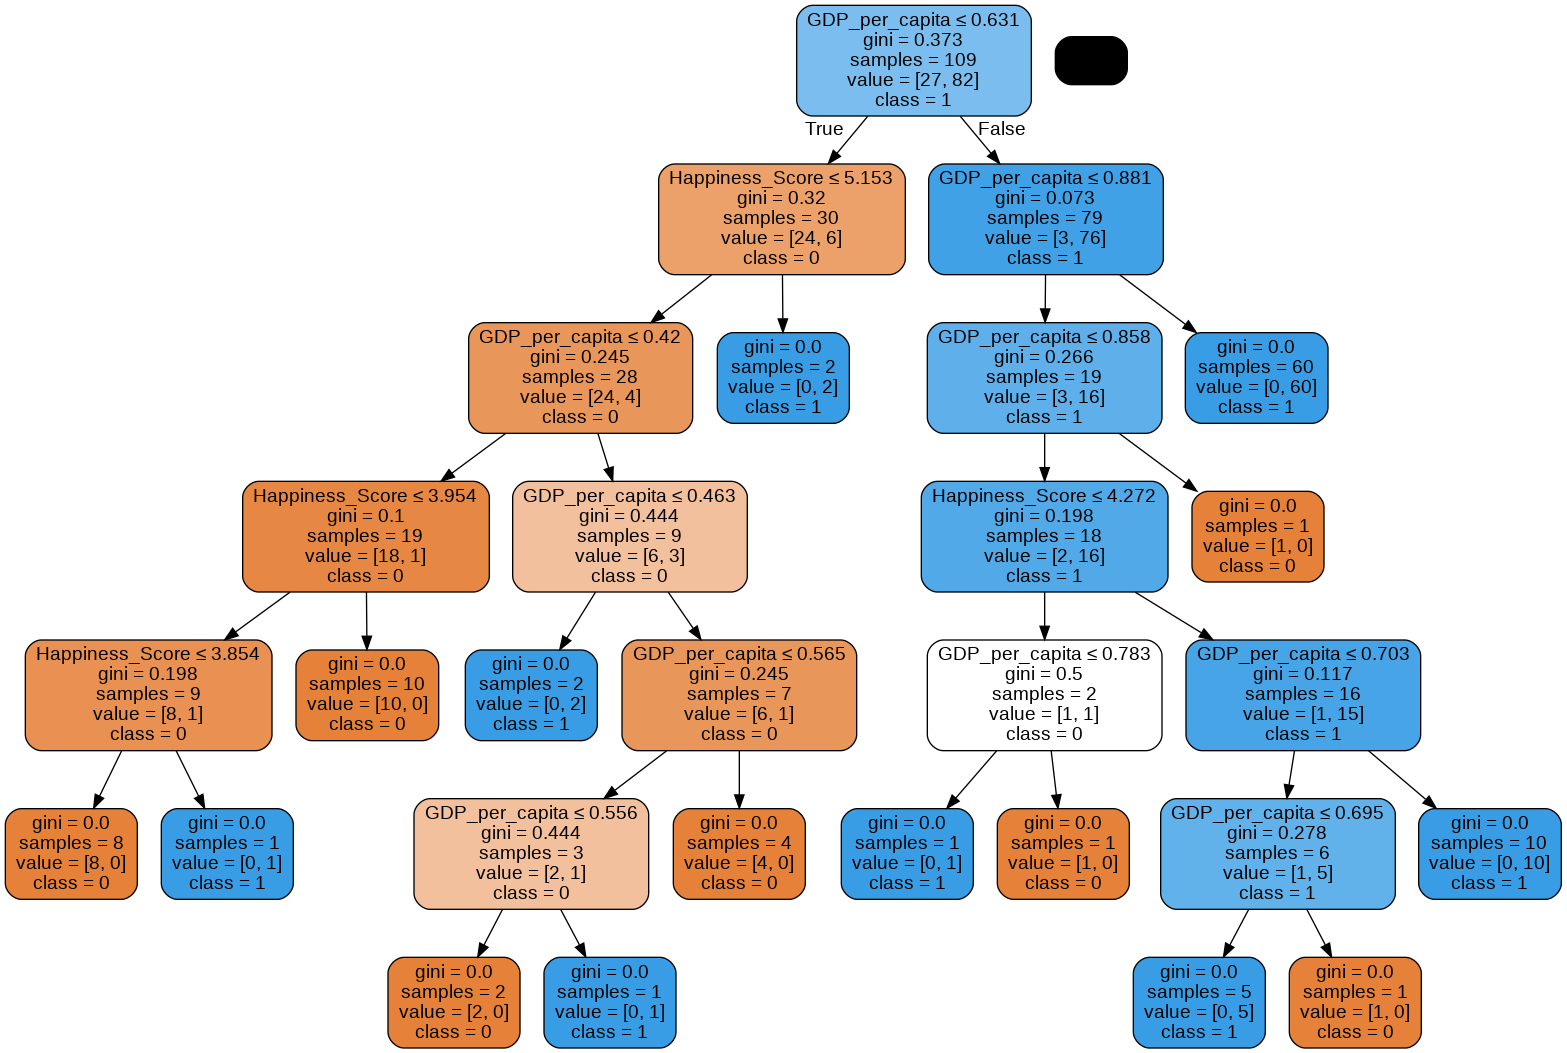 GDP_per_capita ≤ 0.631
gini = 0.373
samples = 109
value = [27, 82]
class = 1
True
False
Happiness_Score ≤ 5.153
gini = 0.32
samples = 30
value = [24, 6]
class = 0
GDP_per_capita ≤ 0.881
gini = 0.073
samples = 79
value = [3, 76]
class = 1
GDP_per_capita ≤ 0.42
gini = 0.245
samples = 28
value = [24, 4]
class = 0
gini = 0.0
samples = 2
value = [0, 2]
class = 1
GDP_per_capita ≤ 0.858
gini = 0.266
samples = 19
value = [3, 16]
class = 1
gini = 0.0
samples = 60
value = [0, 60]
class = 1
Happiness_Score ≤ 3.954
gini = 0.1
samples = 19
value = [18, 1]
class = 0
GDP_per_capita ≤ 0.463
gini = 0.444
samples = 9
value = [6, 3]
class = 0
Happiness_Score ≤ 4.272
gini = 0.198
samples = 18
value = [2, 16]
class = 1
gini = 0.0
samples = 1
value = [1, 0]
class = 0
Happiness_Score ≤ 3.854
gini = 0.198
samples = 9
value = [8, 1]
class = 0
gini = 0.0
samples = 10
value = [10, 0]
class = 0
gini = 0.0
samples = 2
value = [0, 2]
class = 1
GDP_per_capita ≤ 0.565
gini = 0.245
samples = 7
value = [6, 1]
class = 0
GDP_per_capita ≤ 0.783
gini = 0.5
samples = 2
value = [1, 1]
class = 0
GDP_per_capita ≤ 0.703
gini = 0.117
samples = 16
value = [1, 15]
class = 1
gini = 0.0
samples = 8
value = [8, 0]
class = 0
gini = 0.0
samples = 1
value = [0, 1]
class = 1
GDP_per_capita ≤ 0.556
gini = 0.444
samples = 3
value = [2, 1]
class = 0
gini = 0.0
samples = 4
value = [4, 0]
class = 0
gini = 0.0
samples = 1
value = [0, 1]
class = 1
gini = 0.0
samples = 1
value = [1, 0]
class = 0
GDP_per_capita ≤ 0.695
gini = 0.278
samples = 6
value = [1, 5]
class = 1
gini = 0.0
samples = 10
value = [0, 10]
class = 1
gini = 0.0
samples = 2
value = [2, 0]
class = 0
gini = 0.0
samples = 1
value = [0, 1]
class = 1
gini = 0.0
samples = 5
value = [0, 5]
class = 1
gini = 0.0
samples = 1
value = [1, 0]
class = 0